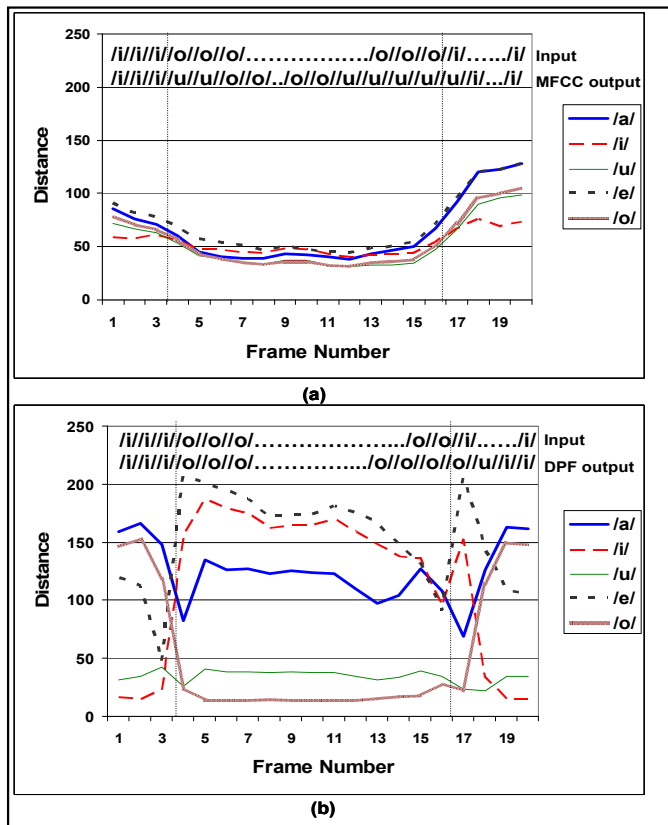 250
/i//i//i//o//o//o/……………..…/o//o//o//i/…..../i/ Input
200
/i//i//i//u//u//o//o/../o//o//u//u//u//u//u//i/.../i/ MFCC output
/a/
/i/
/u/
/e/
/o/
150
100
50
0
Distance
1 3 5 7 9 11 13 15 17 19
Frame Number
(a)
250
/i//i//i//o//o//o/…………………..../o//o//i/……/i/ Input
/i//i//i//o//o//o/……………..../o//o//o//o//u//i//i/ DPF output
200
/a/
/i/
/u/
/e/
/o/
150
100
50
0
Distance
1 3 5 7 9 11 13 15 17 19
Frame Number
(b)